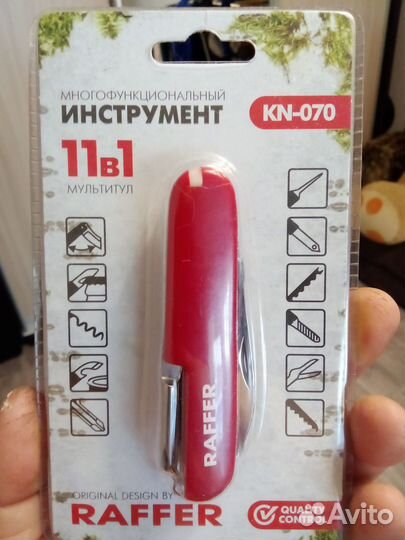 МНОГОФУНКЦИОНАЛЬНЫЙ
ИНСТРУМЕНТ
KN-070
11в1
МУЛЬТИТУЛ
RAFFER
ORIGINAL DESIGN BY
RAFFER
QUALITY
CONTROL
Avito